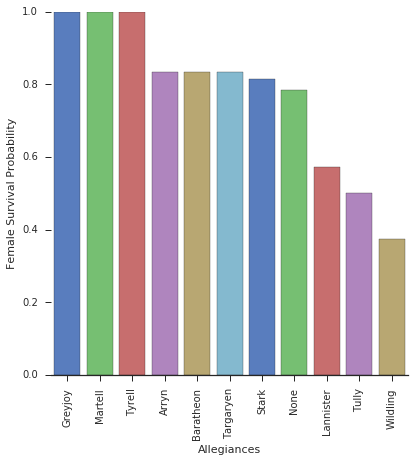 1.0
0.8
0.6
0.4
0.2
0.0
Female Survival Probability
Greyjoy
Martell
Tyrell
Arryn
Baratheon
Targaryen
Stark
None
Lannister
Tully
Wildling
Allegiances